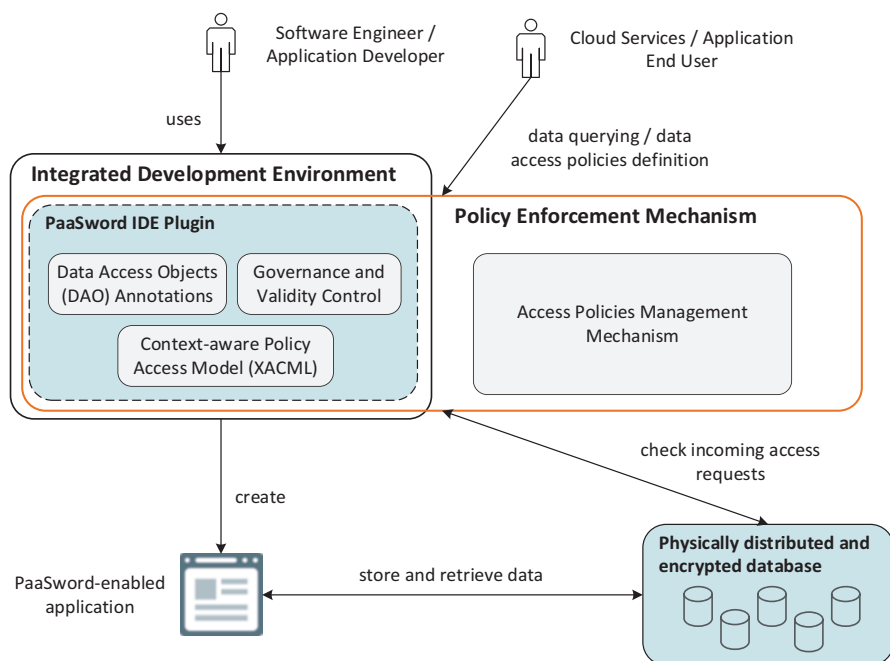 Software Engineer /
Application Developer
Cloud Services / Application
End User
uses
data querying / data
access policies definition
Integrated Development Environment
PaaSword IDE Plugin
Policy Enforcement Mechanism
Data Access Objects
(DAO) Annotations
Governance and
Validity Control
Context-aware Policy
Access Model (XACML)
Access Policies Management
Mechanism
check incoming access
requests
create
PaaSword-enabled
application
store and retrieve data
Physically distributed and
encrypted database